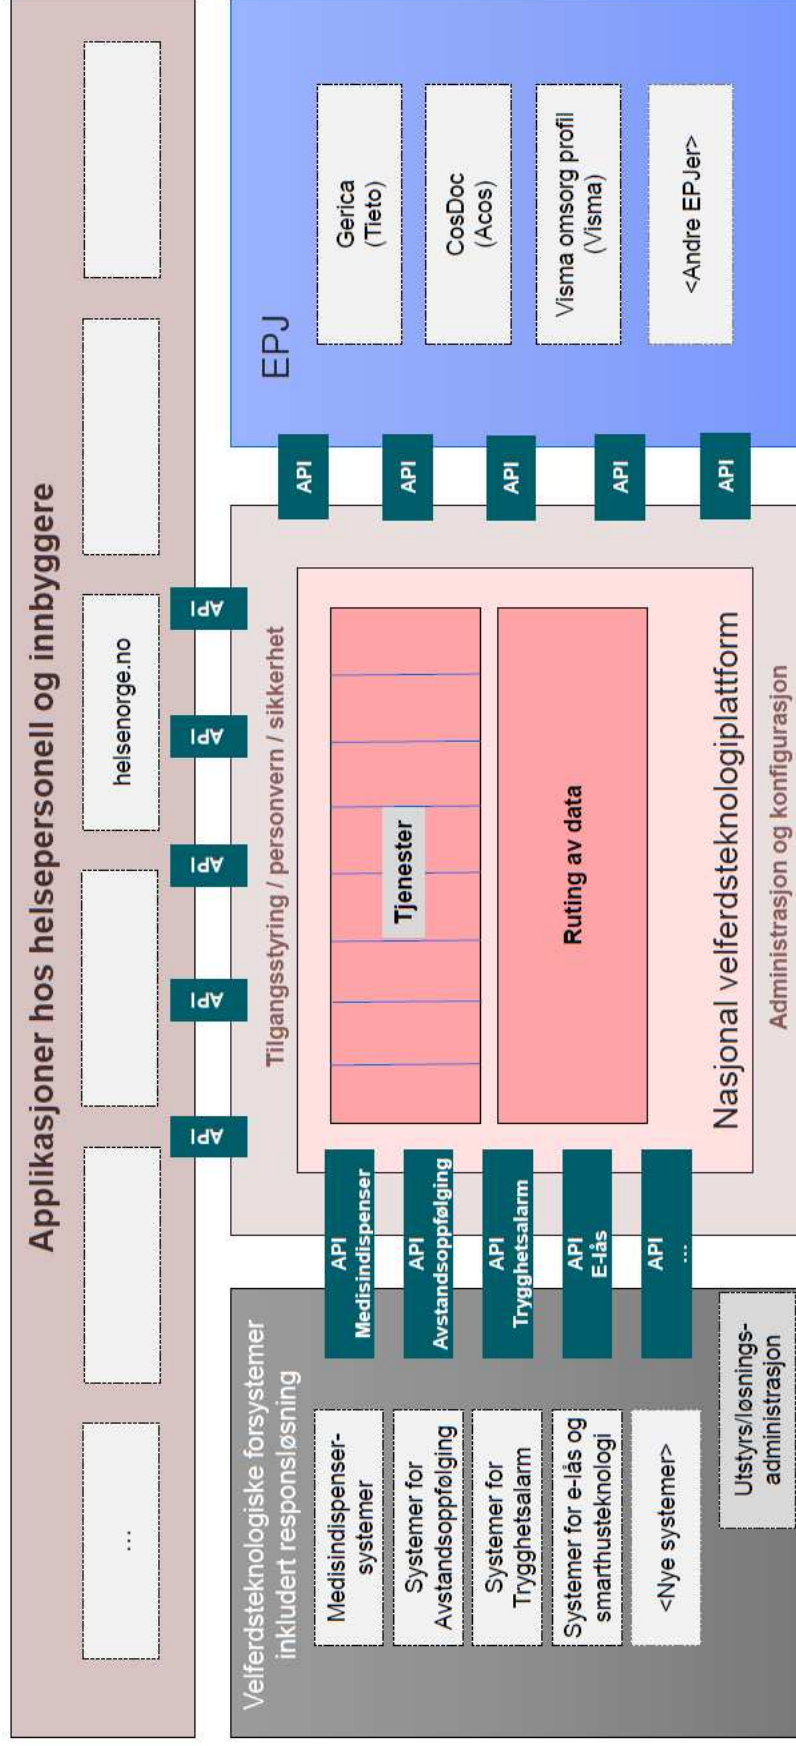 Applikasjoner hos helsepersonell og innbyggere
...
helsenorge.no
API
API
API
API
API
Velferdsteknologiske forsystemer
inkludert responsløsning
Medisindispenser-
systemer
Systemer for
Avstandsoppfølging
Systemer for
Trygghetsalarm
Systemer for e-lås og
smarthusteknologi
<Nye systemer>
Utstyrs/løsnings-
administrasjon
API
Medisindispenser
API
Avstandsoppfølging
API
Trygghetsalarm
API
E-lås
API
...
Tilgangsstyring / personvern / sikkerhet
Tjenester
Ruting av data
Nasjonal velferdsteknologiplattform
Administrasjon og konfigurasjon
API
API
API
API
API
EPJ
Gerica
(Tieto)
CosDoc
(Acos)
Visma omsorg profil
(Visma)
<Andre EPJer>